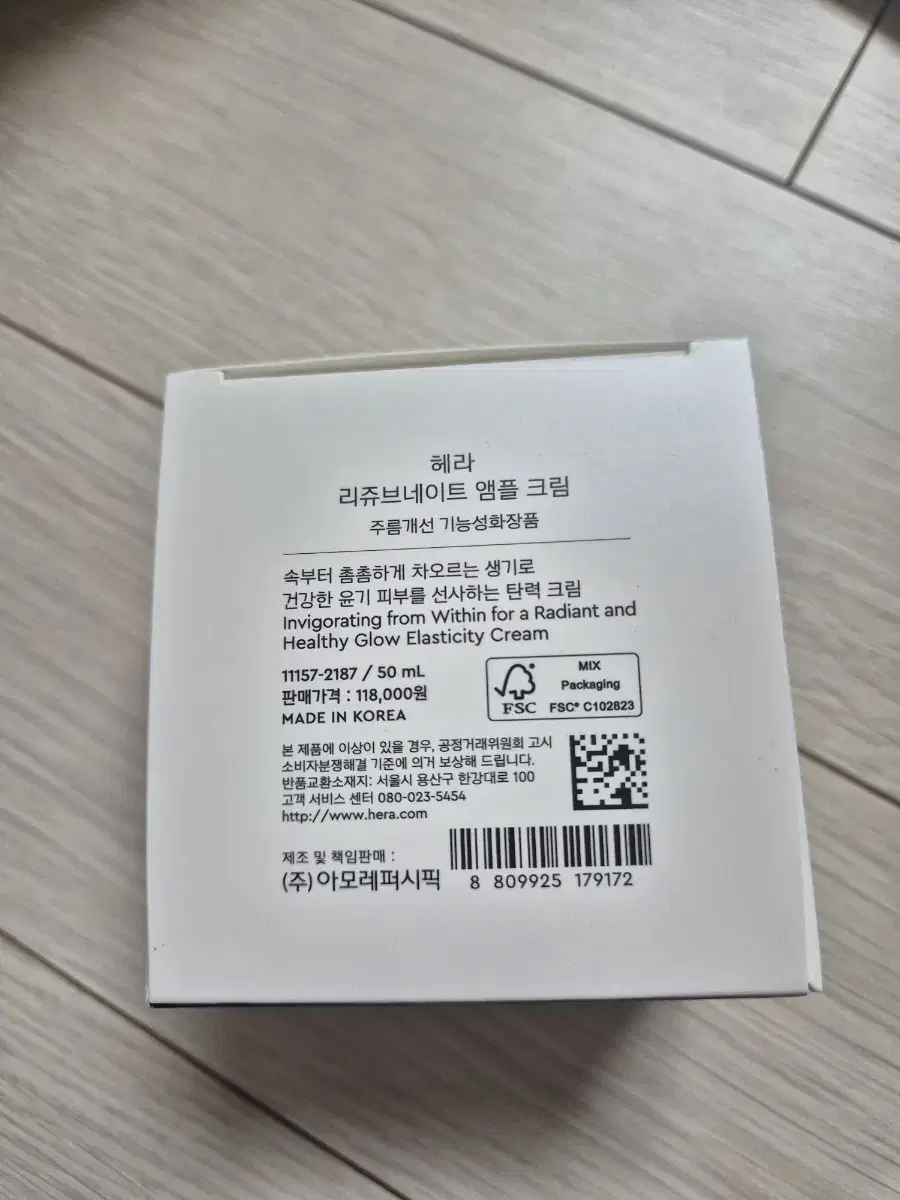 헤라
리쥬브네이트 앰플 크림
주름개선 기능성화장품
속부터 촘촘하게 차오르는 생기로
건강한 윤기 피부를 선사하는 탄력 크림
Invigorating from Within for a Radiant and
Healthy Glow Elasticity Cream
11157-2187 / 50 mL
판매가격 : 118,000원
MADE IN KOREA
FSC
MIX
Packaging
FSC® C102823
본 제품에 이상이 있을 경우, 공정거래위원회 고시
소비자분쟁해결 기준에 의거 보상해 드립니다.
반품교환소재지: 서울시 용산구 한강대로 100
고객 서비스 센터 080-023-5454
http://www.hera.com
제조 및 책임판매 :
(주)아모레퍼시픽
8 809925 179172